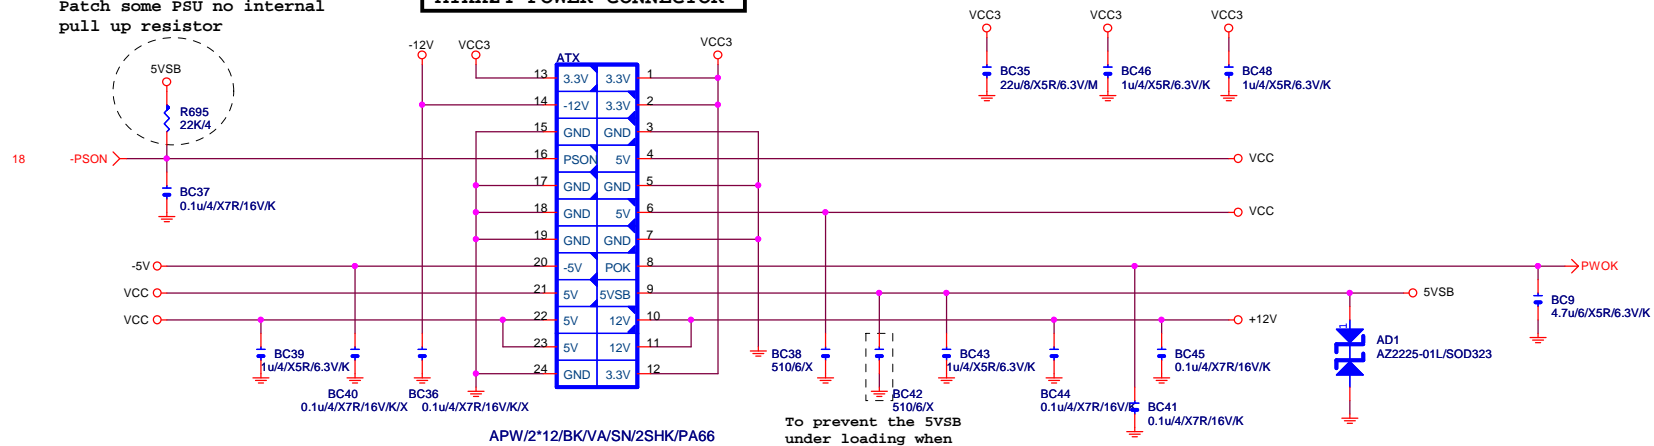 Patch some PSU no internal
pull up resistor
5VSB
R695
22K/4
18
-PSON
BC37
0.1u/4/X7R/16V/K
-12V
VCC3
VCC3
ATX
13 3.3V 3.3V 1
14 -12V 3.3V 2
15 GND GND 3
16 PSON 5V 4
17 GND GND 5
18 GND 5V 6
19 GND GND 7
20 -5V POK 8
21 5V 5VSB 9
22 5V 12V 10
23 5V 12V 11
24 GND 3.3V 12
VCC3
VCC3
VCC3
BC35
22u/8/X5R/6.3V/M
BC46
1u/4/X5R/6.3V/K
BC48
1u/4/X5R/6.3V/K
VCC
VCC
PWOK
5VSB
+12V
-5V
VCC
VCC
BC39
1u/4/X5R/6.3V/K
BC40
0.1u/4/X7R/16V/K/X
BC36
0.1u/4/X7R/16V/K/X
BC38
510/6/X
BC42
510/6/X
BC43
1u/4/X5R/6.3V/K
BC44
0.1u/4/X7R/16V/K
BC45
0.1u/4/X7R/16V/K
BC41
0.1u/4/X7R/16V/K
1
AD1
AZ2225-01L/SOD323
BC9
4.7u/6/X5R/6.3V/K
APW/2*12/BK/VA/SN/2SHK/PA66
To prevent the 5VSB
under loading when